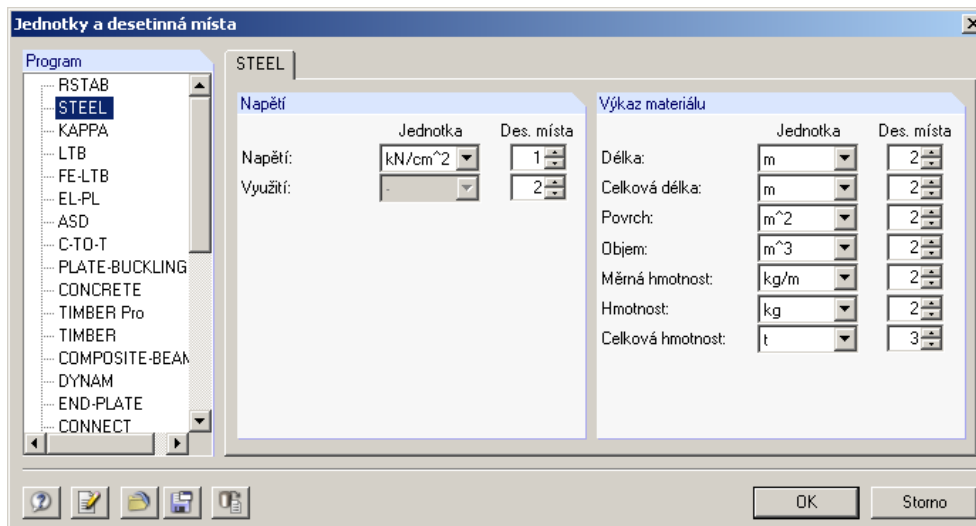 Jednotky a desetinná místa
Program
RSTAB
STEEL
KAPPA
LTB
FE-LTB
EL-PL
ASD
C-TO-T
PLATE-BUCKLING
CONCRETE
TIMBER Pro
TIMBER
COMPOSITE-BEAM
DYNAM
END-PLATE
CONNECT
STEEL
Napětí
Jednotka Des. místa
Napětí: kN/cm^2 1
Využití: - 2
Výkaz materiálu
Jednotka Des. místa
Délka: m 2
Celková délka: m 2
Povrch: m^2 2
Objem: m^3 2
Měrná hmotnost: kg/m 2
Hmotnost: kg 2
Celková hmotnost: t 3
OK Storno